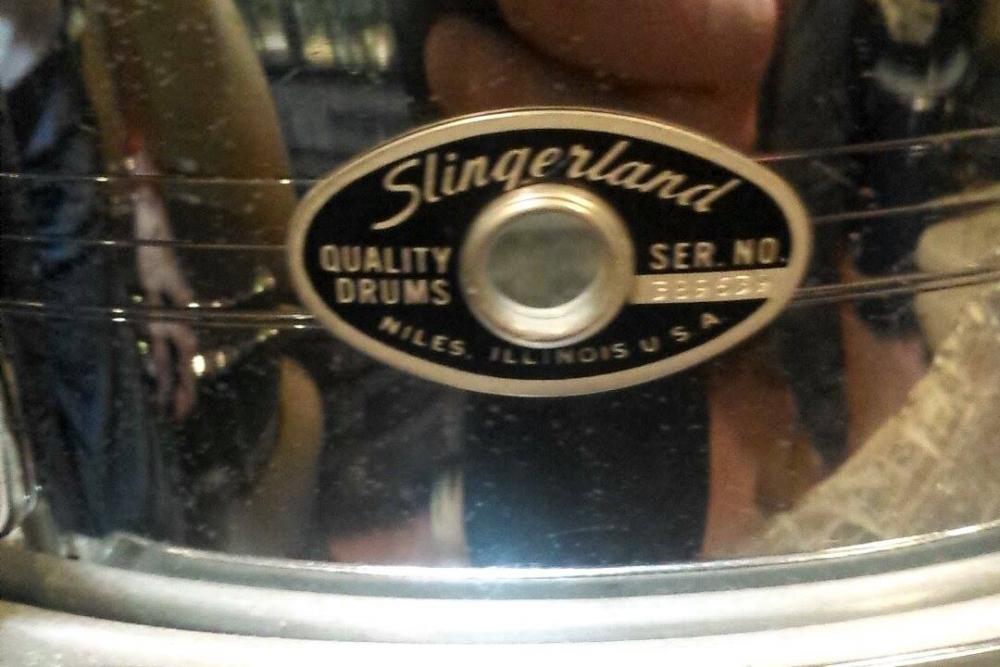 Slingerland
QUALITY
DRUMS
SER. NO.
NILES, ILLINOIS U S A